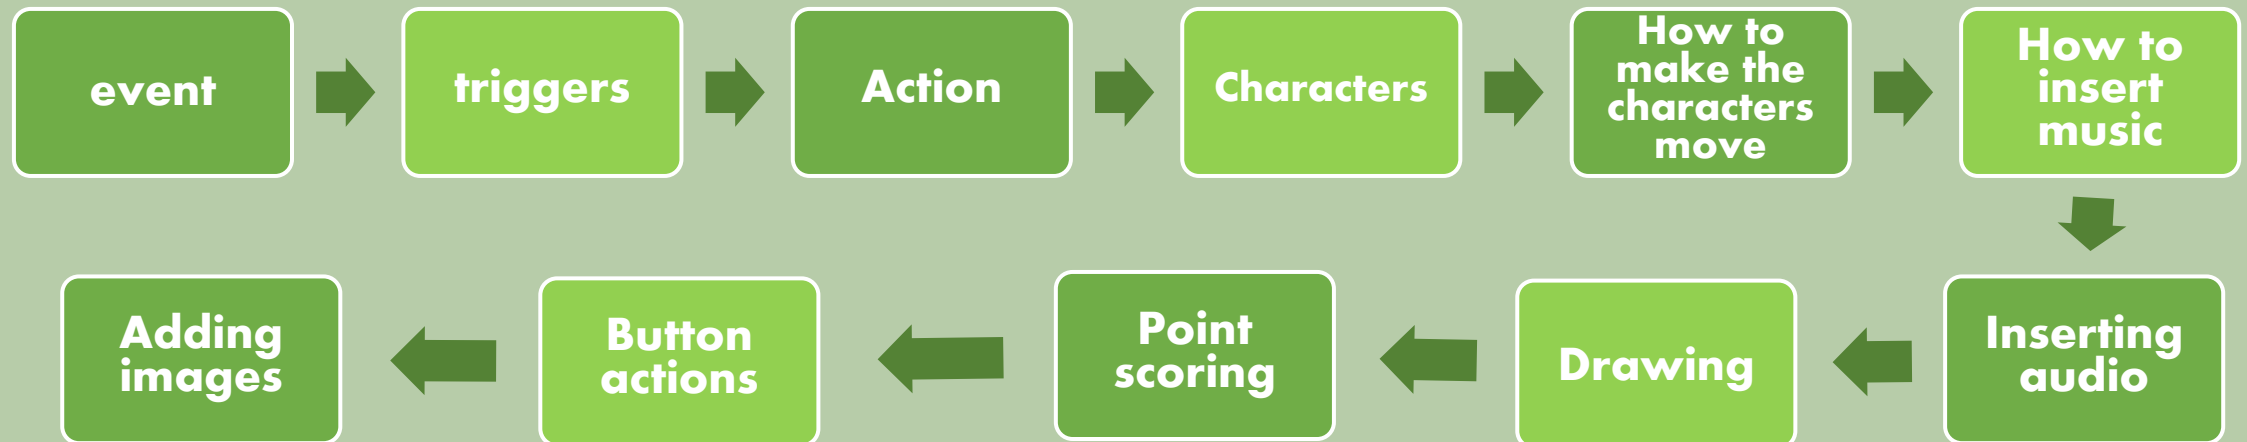 event
triggers
Action
Characters
How to
make the
characters
move
How to
insert
music
Inserting
audio
Drawing
Point
scoring
Button
actions
Adding
images